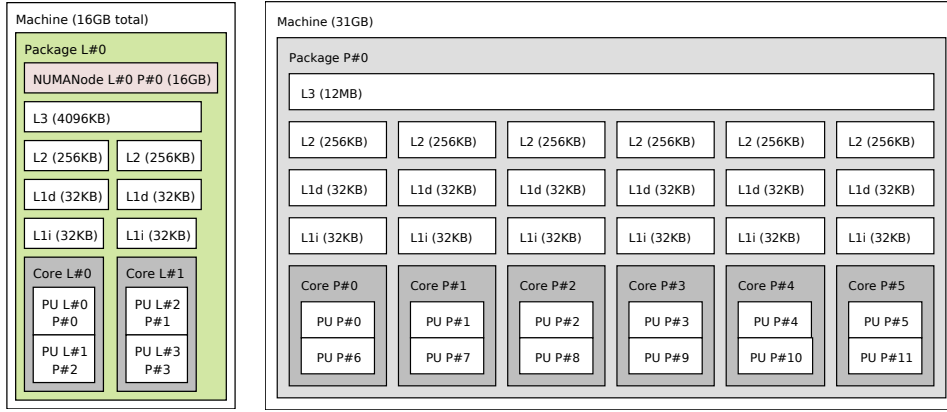 Machine (16GB total)
Package L#0
NUMANode L#0 P#0 (16GB)
L3 (4096KB)
L2 (256KB) L2 (256KB)
L1d (32KB) L1d (32KB)
L1i (32KB) L1i (32KB)
Core L#0 Core L#1
PU L#0 PU L#2
P#0 P#1
PU L#1 PU L#3
P#2 P#3
Machine (31GB)
Package P#0
L3 (12MB)
L2 (256KB) L2 (256KB) L2 (256KB) L2 (256KB) L2 (256KB) L2 (256KB)
L1d (32KB) L1d (32KB) L1d (32KB) L1d (32KB) L1d (32KB) L1d (32KB)
L1i (32KB) L1i (32KB) L1i (32KB) L1i (32KB) L1i (32KB) L1i (32KB)
Core P#0 Core P#1 Core P#2 Core P#3 Core P#4 Core P#5
PU P#0 PU P#1 PU P#2 PU P#3 PU P#4 PU P#5
PU P#6 PU P#7 PU P#8 PU P#9 PU P#10 PU P#11